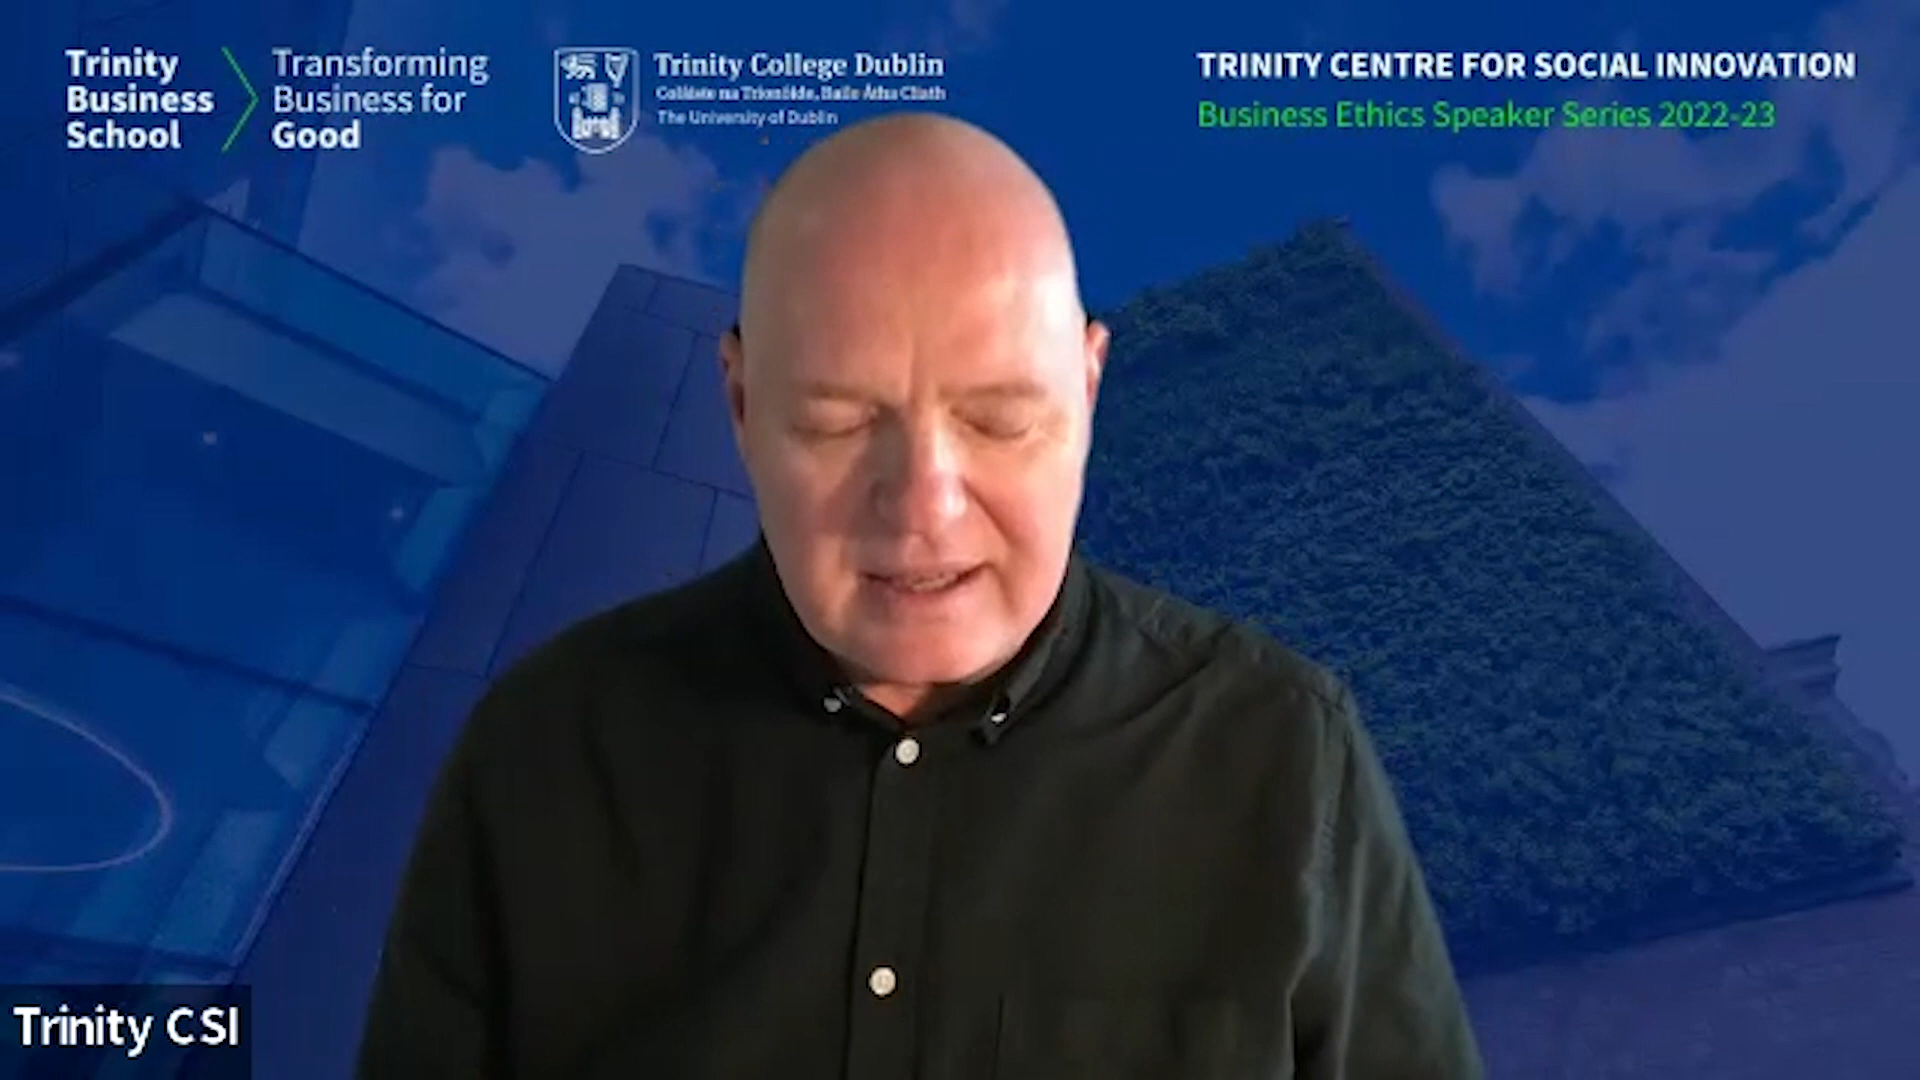 Trinity
Business
School
Transforming
Business for
Good
Trinity College Dublin
Coláiste na Tríonóide, Baile Átha Cliath
The University of Dublin
TRINITY CENTRE FOR SOCIAL INNOVATION
Business Ethics Speaker Series 2022-23
Trinity CSI